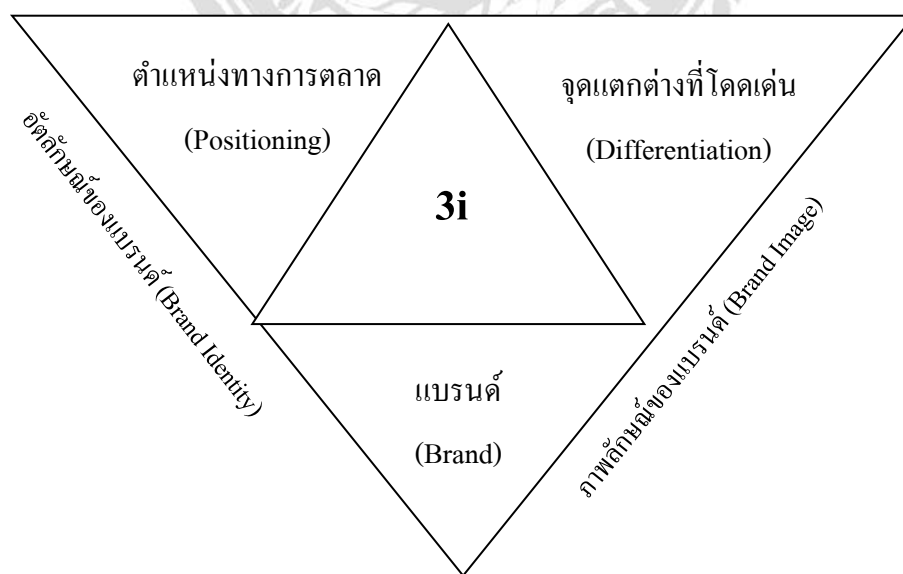 ตำแหน่งทางการตลาด
(Positioning)
จุดแตกต่างที่โดดเด่น
(Differentiation)
3i
อัตลักษณ์ของแบรนด์ (Brand Identity)
ภาพลักษณ์ของแบรนด์ (Brand Image)
แบรนด์
(Brand)